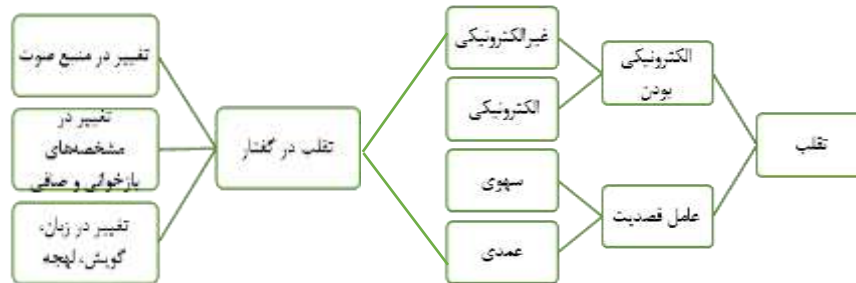 تقلب
الکترونیکی
بودن
عامل قصدیت
غیرالکترونیکی
الکترونیکی
سهوی
عمدی
تقلب در گفتار
تغییر در منبع صوت
تغییر در
مشخصه‌های
بازخوانی و صافی
تغییر در زبان،
گویش، لهجه